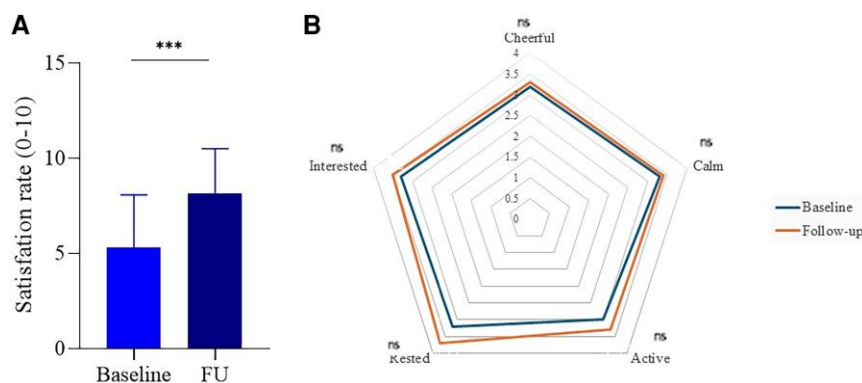 A
Satisfation rate (0-10)
15
10
5
0
***
Baseline
FU
B
ns
Cheerful
4
3.5
3
2.5
2
1.5
1
0.5
0
ns
Interested
ns
Calm
ns
Rested
ns
Active
Baseline
Follow-up